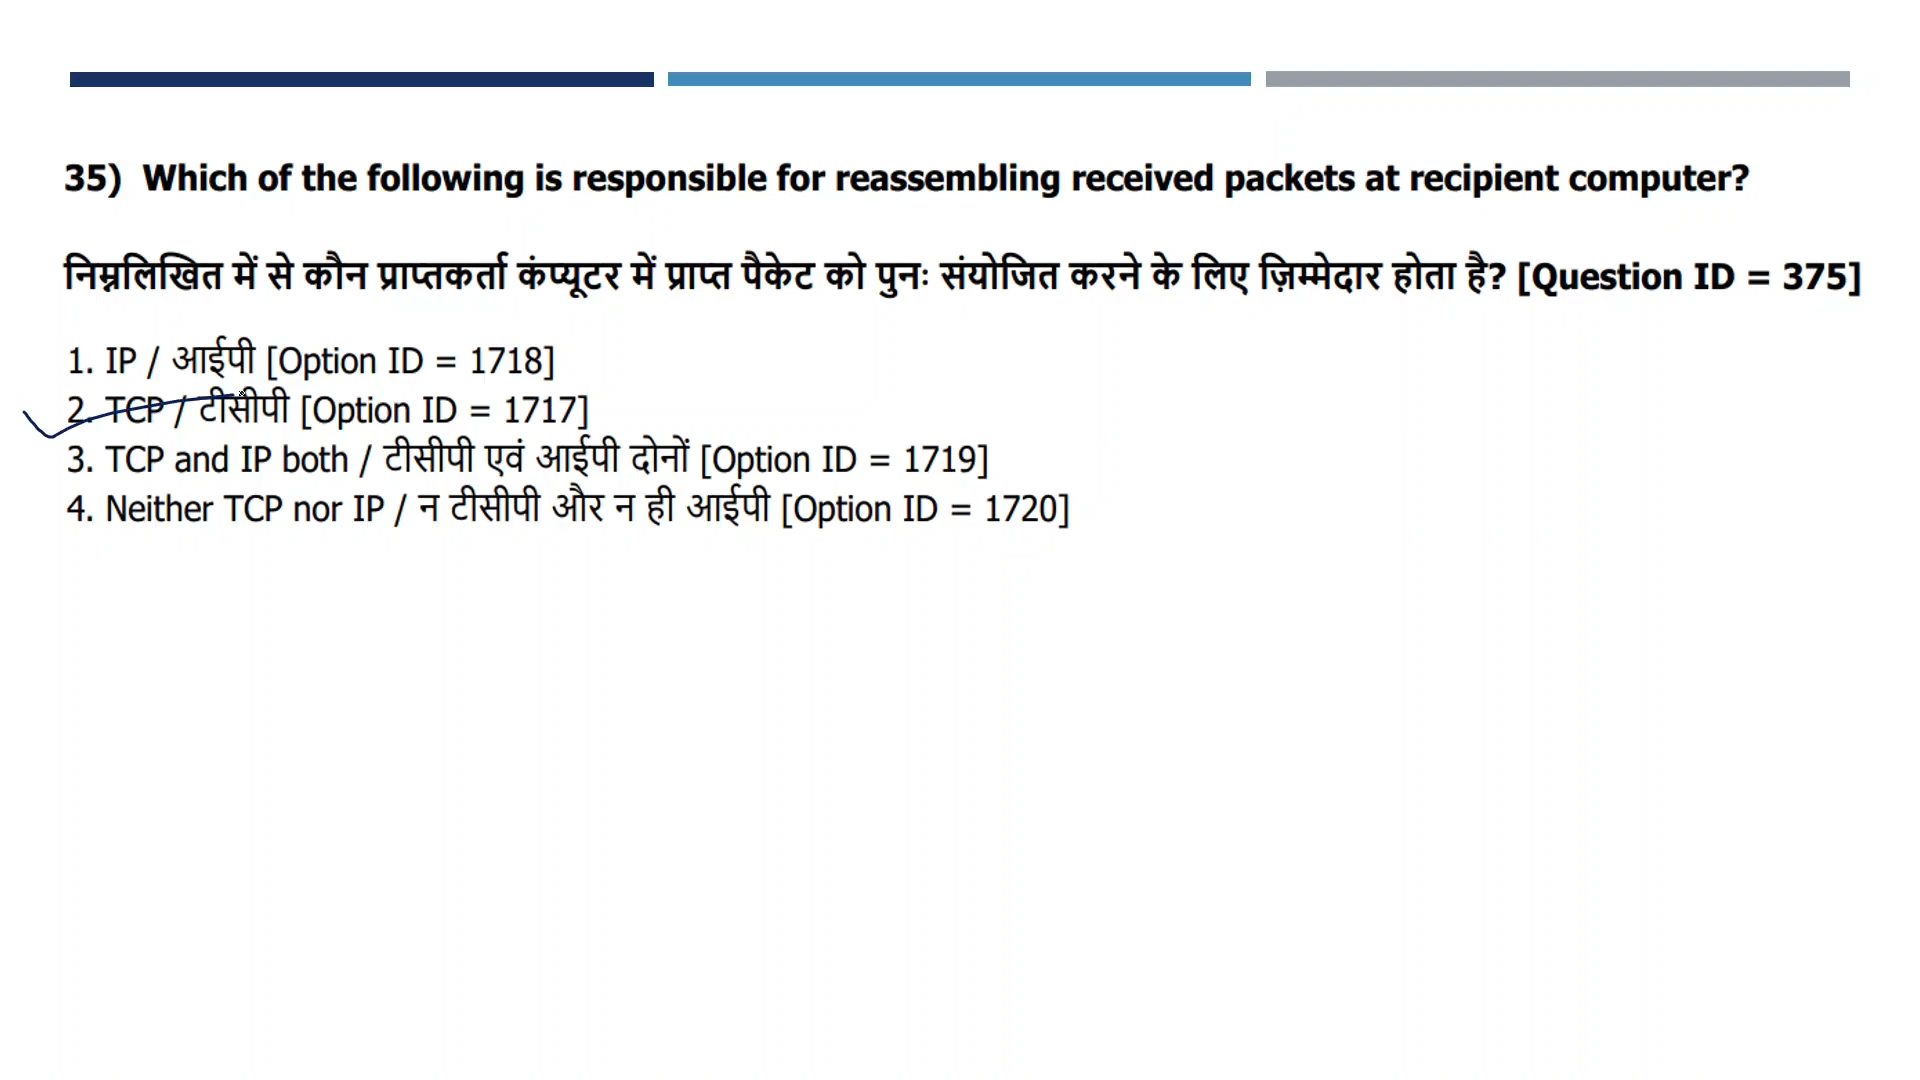 35) Which of the following is responsible for reassembling received packets at recipient computer?
निम्नलिखित में से कौन प्राप्तकर्ता कंप्यूटर में प्राप्त पैकेट को पुनः संयोजित करने के लिए ज़िम्मेदार होता है? [Question ID = 375]
1. IP / आईपी [Option ID = 1718]
2. TCP / टीसीपी [Option ID = 1717]
3. TCP and IP both / टीसीपी एवं आईपी दोनों [Option ID = 1719]
4. Neither TCP nor IP / न टीसीपी और न ही आईपी [Option ID = 1720]